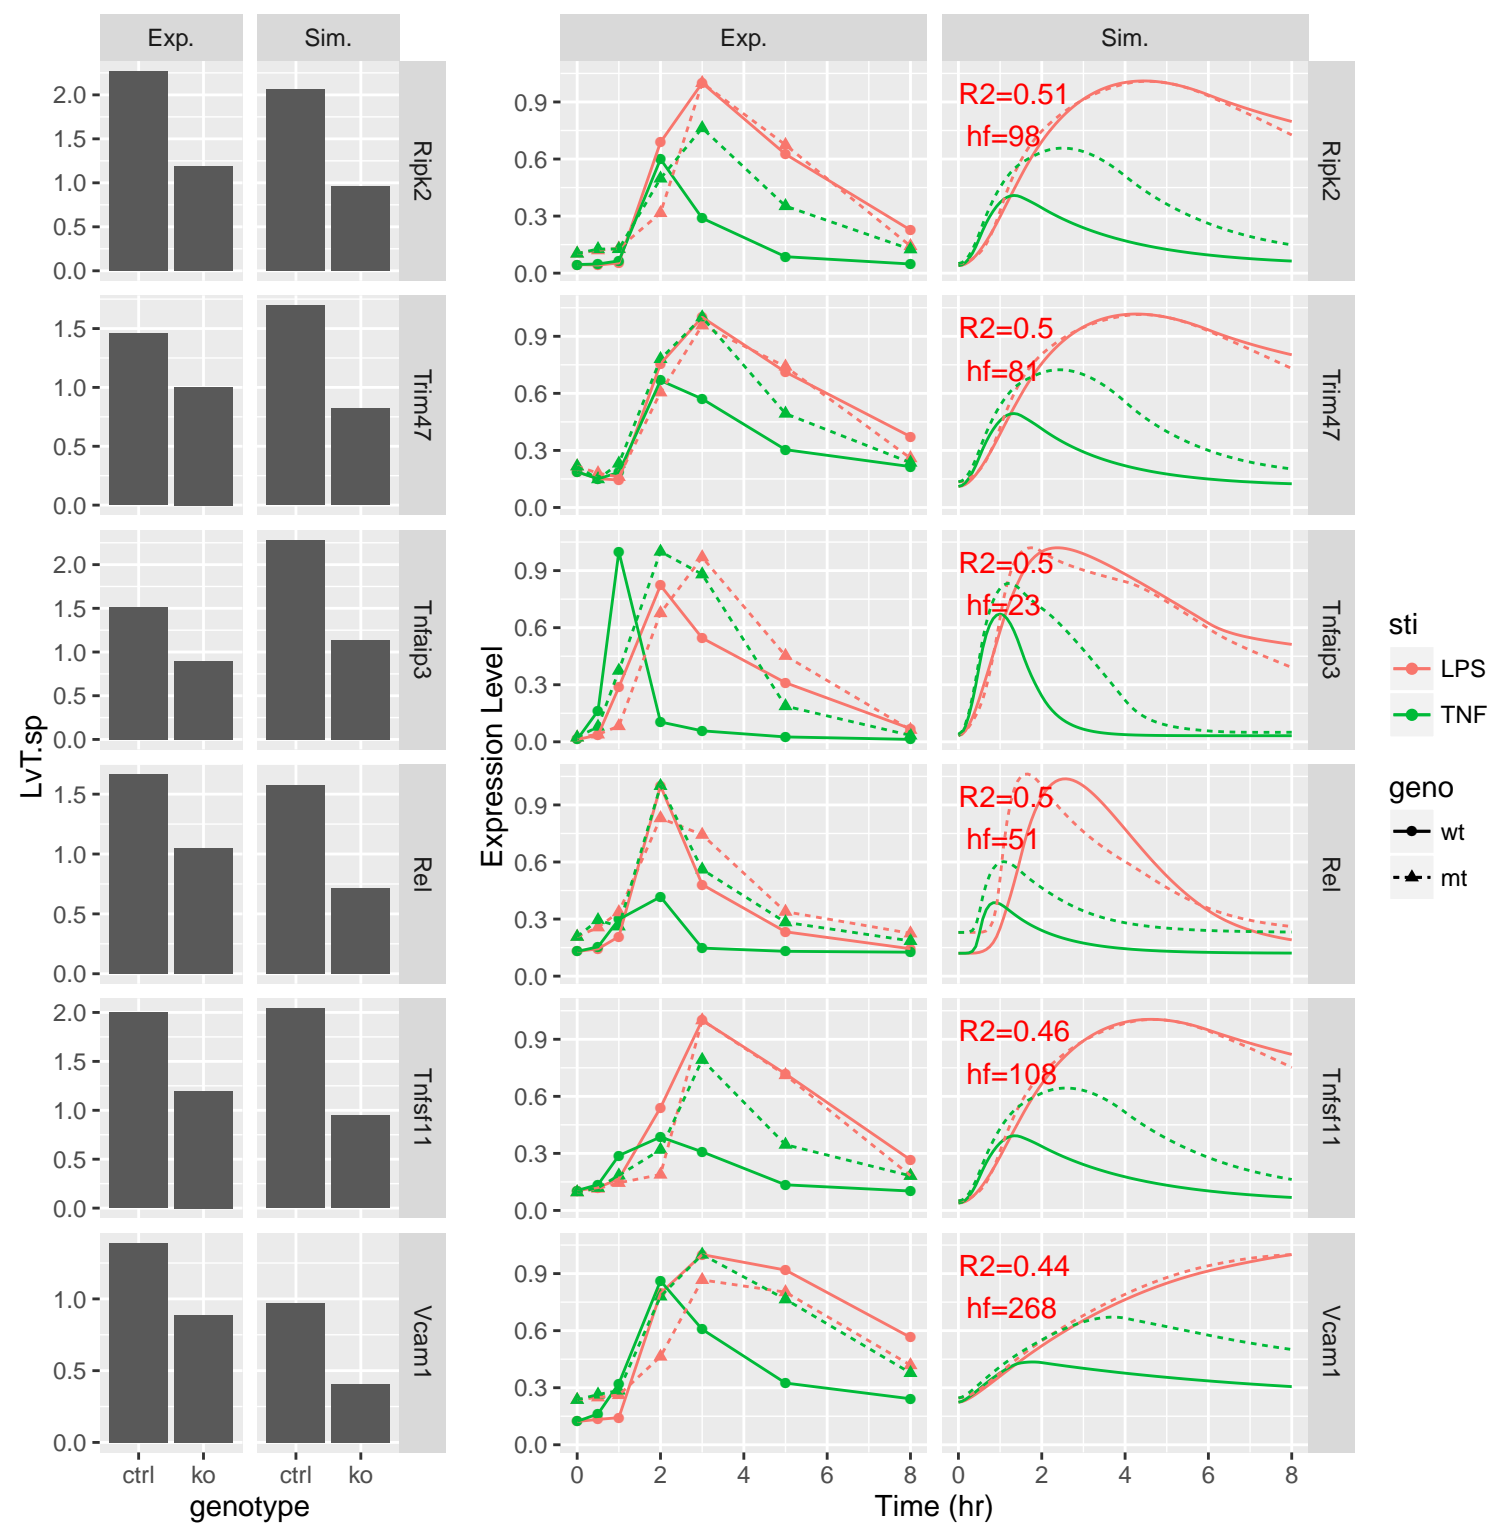 Exp.
Sim.
Exp.
Sim.
LvT.sp
2.0
1.5
1.0
0.5
0.0
Ripk2
1.5
1.0
0.5
0.0
Trim47
2.0
1.5
1.0
0.5
0.0
Tnfaip3
1.5
1.0
0.5
0.0
Rel
2.0
1.5
1.0
0.5
0.0
Tnfsf11
1.0
0.5
0.0
Vcam1
ctrl
ko
ctrl
ko
genotype
Expression Level
0.9
0.6
0.3
0.0
R2=0.51
hf=98
Ripk2
0.9
0.6
0.3
0.0
R2=0.5
hf=81
Trim47
0.9
0.6
0.3
0.0
R2=0.5
hf=23
Tnfaip3
0.9
0.6
0.3
0.0
R2=0.5
hf=51
Rel
0.9
0.6
0.3
0.0
R2=0.46
hf=108
Tnfsf11
0.9
0.6
0.3
0.0
R2=0.44
hf=268
Vcam1
0 2 4 6 8
0 2 4 6 8
Time (hr)
sti
LPS
TNF
geno
wt
mt